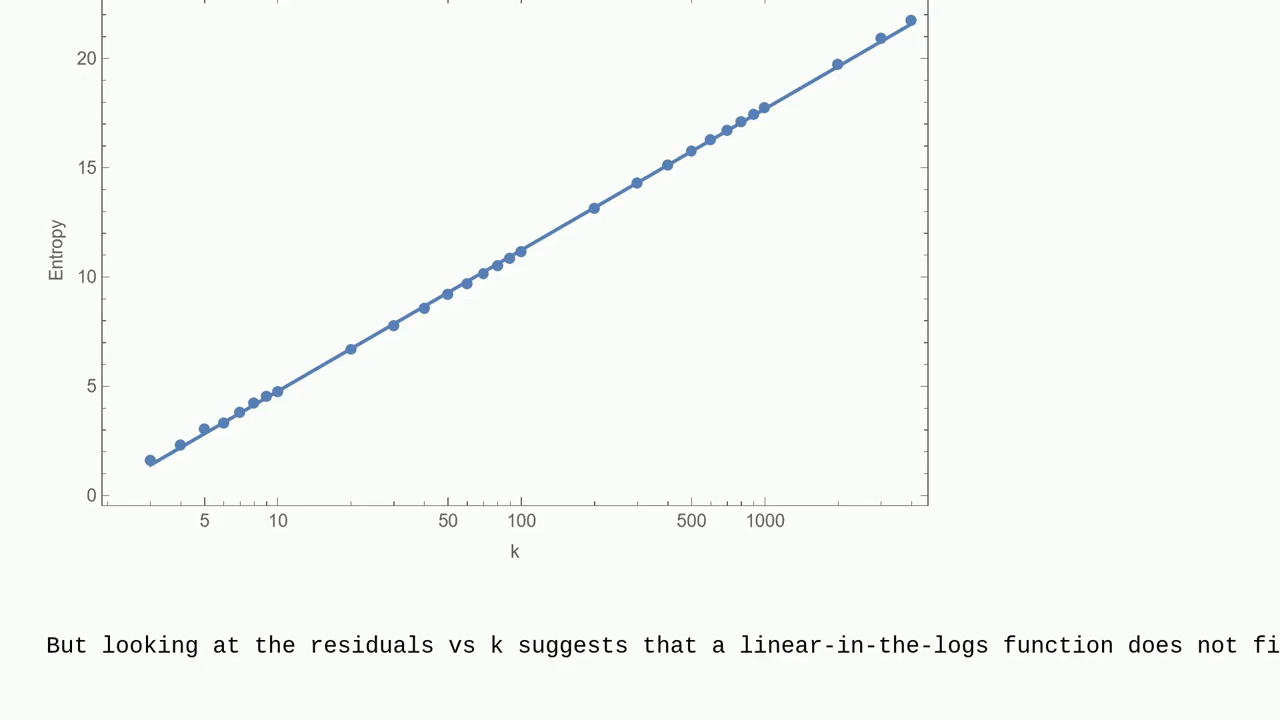 20
15
Entropy
10
5
0
5 10 50 100 500 1000
k
But looking at the residuals vs k suggests that a linear-in-the-logs function does not fi